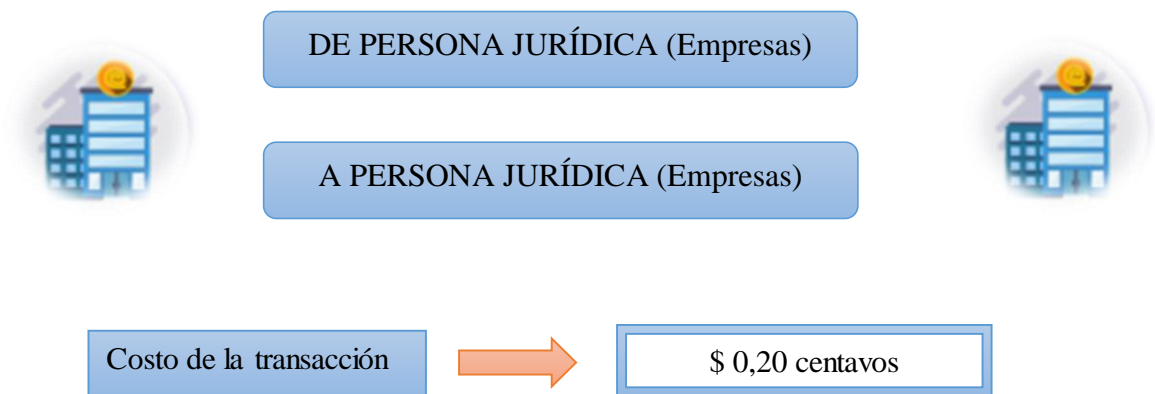 DE PERSONA JURÍDICA (Empresas)
A PERSONA JURÍDICA (Empresas)
Costo de la transacción
$ 0,20 centavos